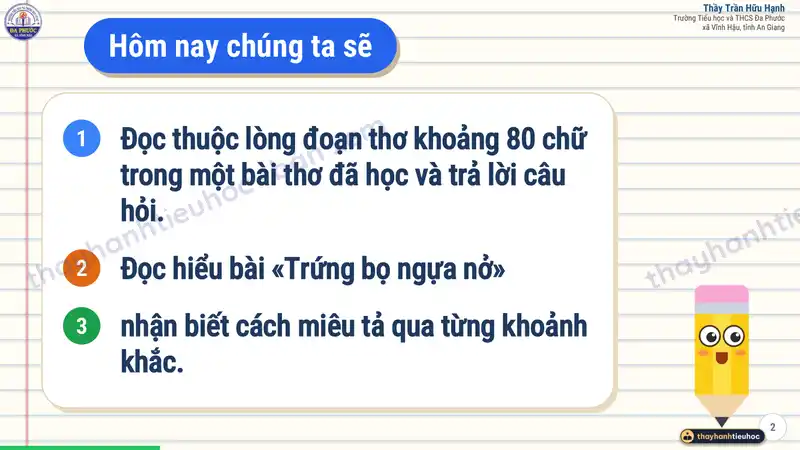 Thầy Trần Hữu Hạnh
Trường Tiểu học và THCS Đa Phước
xã Vĩnh Hậu, tỉnh An Giang
ĐA PHƯỚC
Hôm nay chúng ta sẽ
1 Đọc thuộc lòng đoạn thơ khoảng 80 chữ
trong một bài thơ đã học và trả lời câu
hỏi.
2 Đọc hiểu bài «Trứng bọ ngựa nở»
3 nhận biết cách miêu tả qua từng khoảnh
khắc.
thayhanhtieuhoc
2